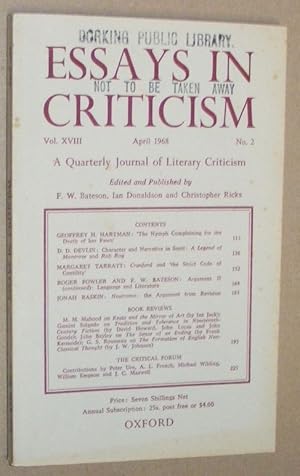 DORKING PUBLIC LIBRARY.
ESSAYS IN
NOT TO BE TAKEN AWAY
CRITICISM
Vol. XVIII April 1968 No. 2
A Quarterly Journal of Literary Criticism
Edited and Published by
F. W. Bateson, Ian Donaldson and Christopher Ricks
CONTENTS
GEOFFREY H. HARTMAN: 'The Nymph Complaining for the
Death of her Fawn' 113
D. D. DEVLIN: Character and Narrative in Scott: A Legend of
Montrose and Rob Roy 136
MARGARET TARRATT: Cranford and 'the Strict Code of
Gentility' 152
ROGER FOWLER AND F. W. BATESON: Argument II
(continued): Language and Literature
JONAH RASKIN: Nostromo: the Argument from Revision 183
BOOK REVIEWS
M. M. Mahood on Keats and the Mirror of Art (by Ian Jack);
Gamini Salgado on Tradition and Tolerance in Nineteenth-
Century Fiction (by David Howard, John Lucas and John
Goode); John Bayley on The Sense of an Ending (by Frank
Kermode); G. S. Rousseau on The Formation of English Neo-
Classical Thought (by J. W. Johnson) 193
THE CRITICAL FORUM
Contributions by Peter Ure, A. L. French, Michael Wilding,
William Empson and J. C. Maxwell 225
Price: Seven Shillings Net
Annual Subscription: 25s. post free or $4.60
OXFORD